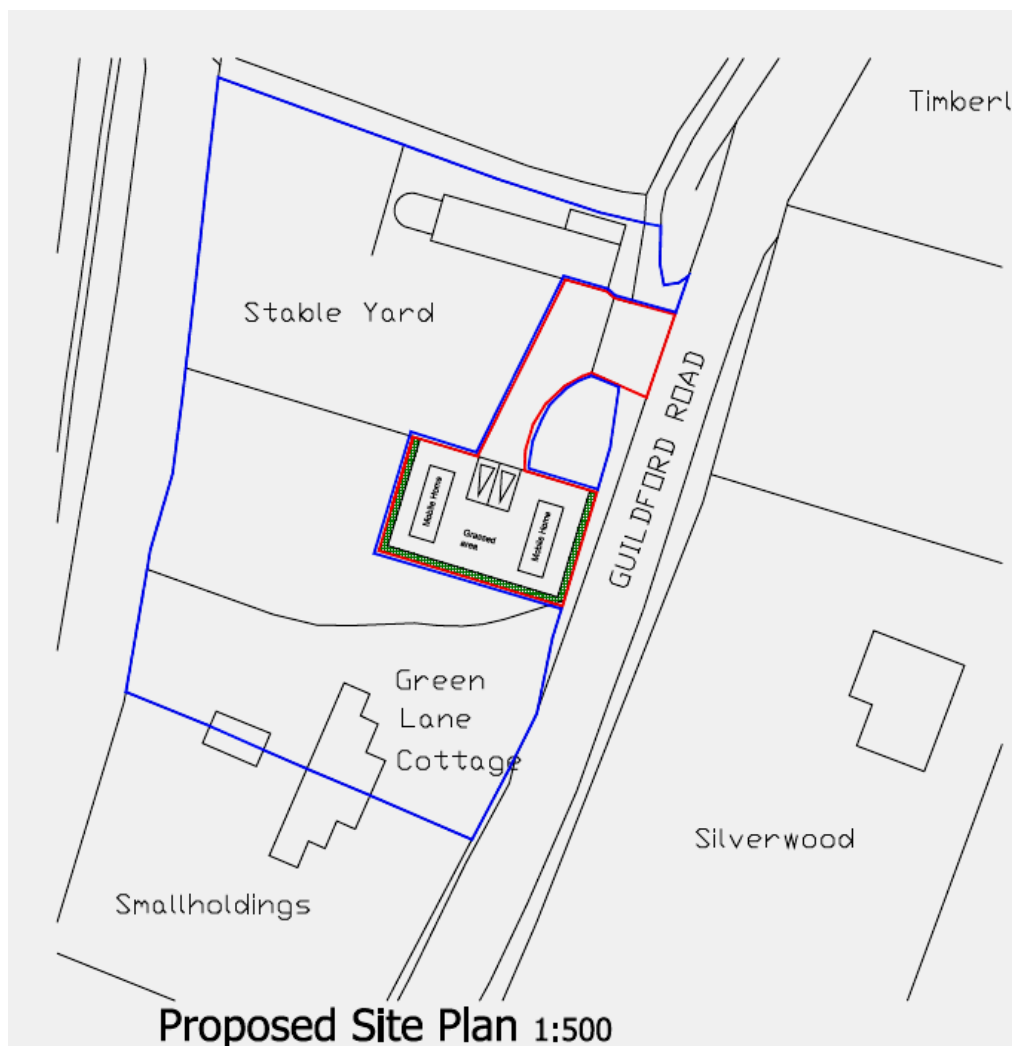 Timberl
Stable Yard
GUILDFORD ROAD
Mobile Home
Mobile Home
Grassed
area
Green
Lane
Cottage
Silverwood
Smallholdings
Proposed Site Plan 1:500